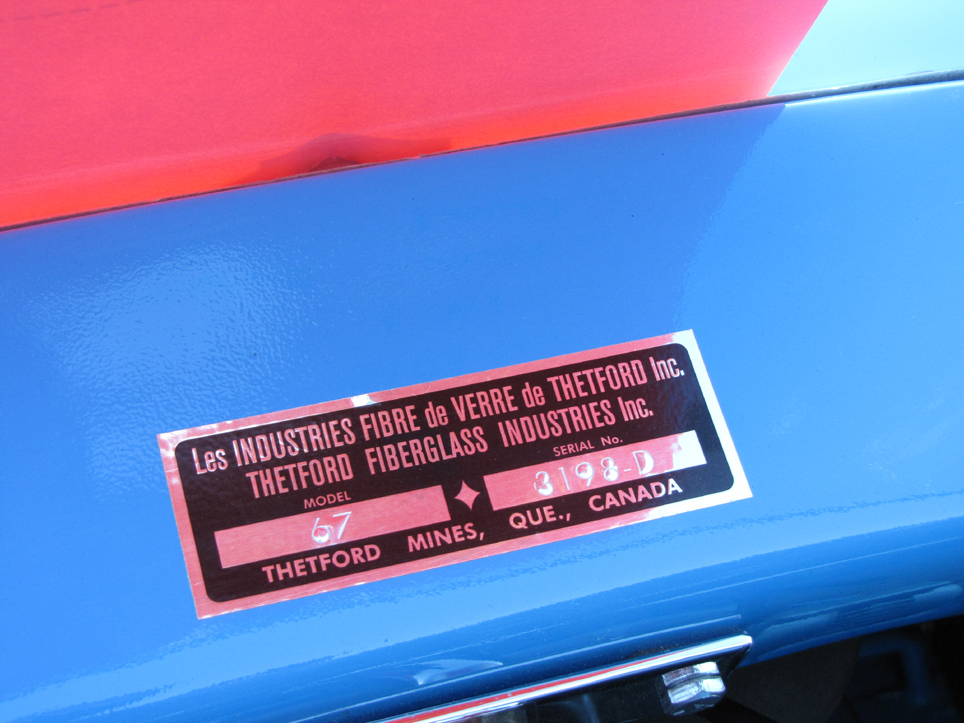 Les INDUSTRIES FIBRE de VERRE de THETFORD Inc.
THETFORD FIBERGLASS INDUSTRIES Inc.
MODEL SERIAL No.
67 3198-D
THETFORD MINES, QUE., CANADA